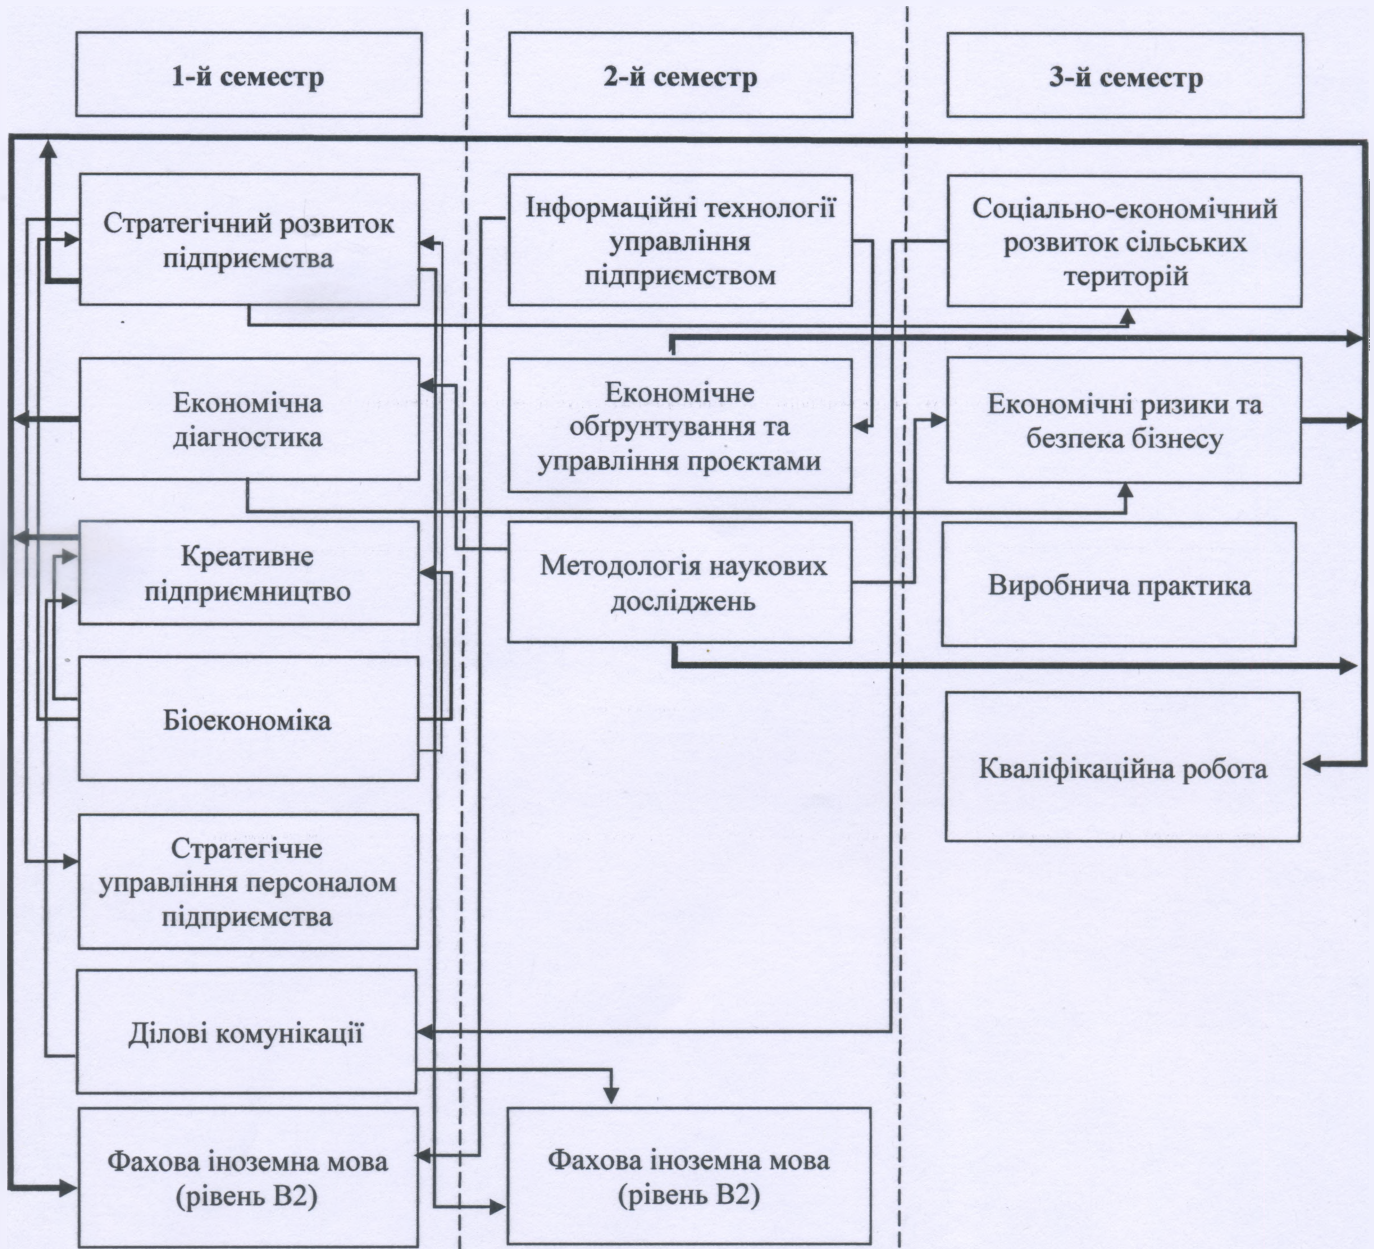 1-й семестр
2-й семестр
3-й семестр
Стратегічний розвиток
підприємства
Економічна
діагностика
Креативне
підприємництво
Біоекономіка
Стратегічне
управління персоналом
підприємства
Ділові комунікації
Фахова іноземна мова
(рівень В2)
Інформаційні технології
управління
підприємством
Економічне
обґрунтування та
управління проєктами
Методологія наукових
досліджень
Фахова іноземна мова
(рівень В2)
Соціально-економічний
розвиток сільських
територій
Економічні ризики та
безпека бізнесу
Виробнича практика
Кваліфікаційна робота